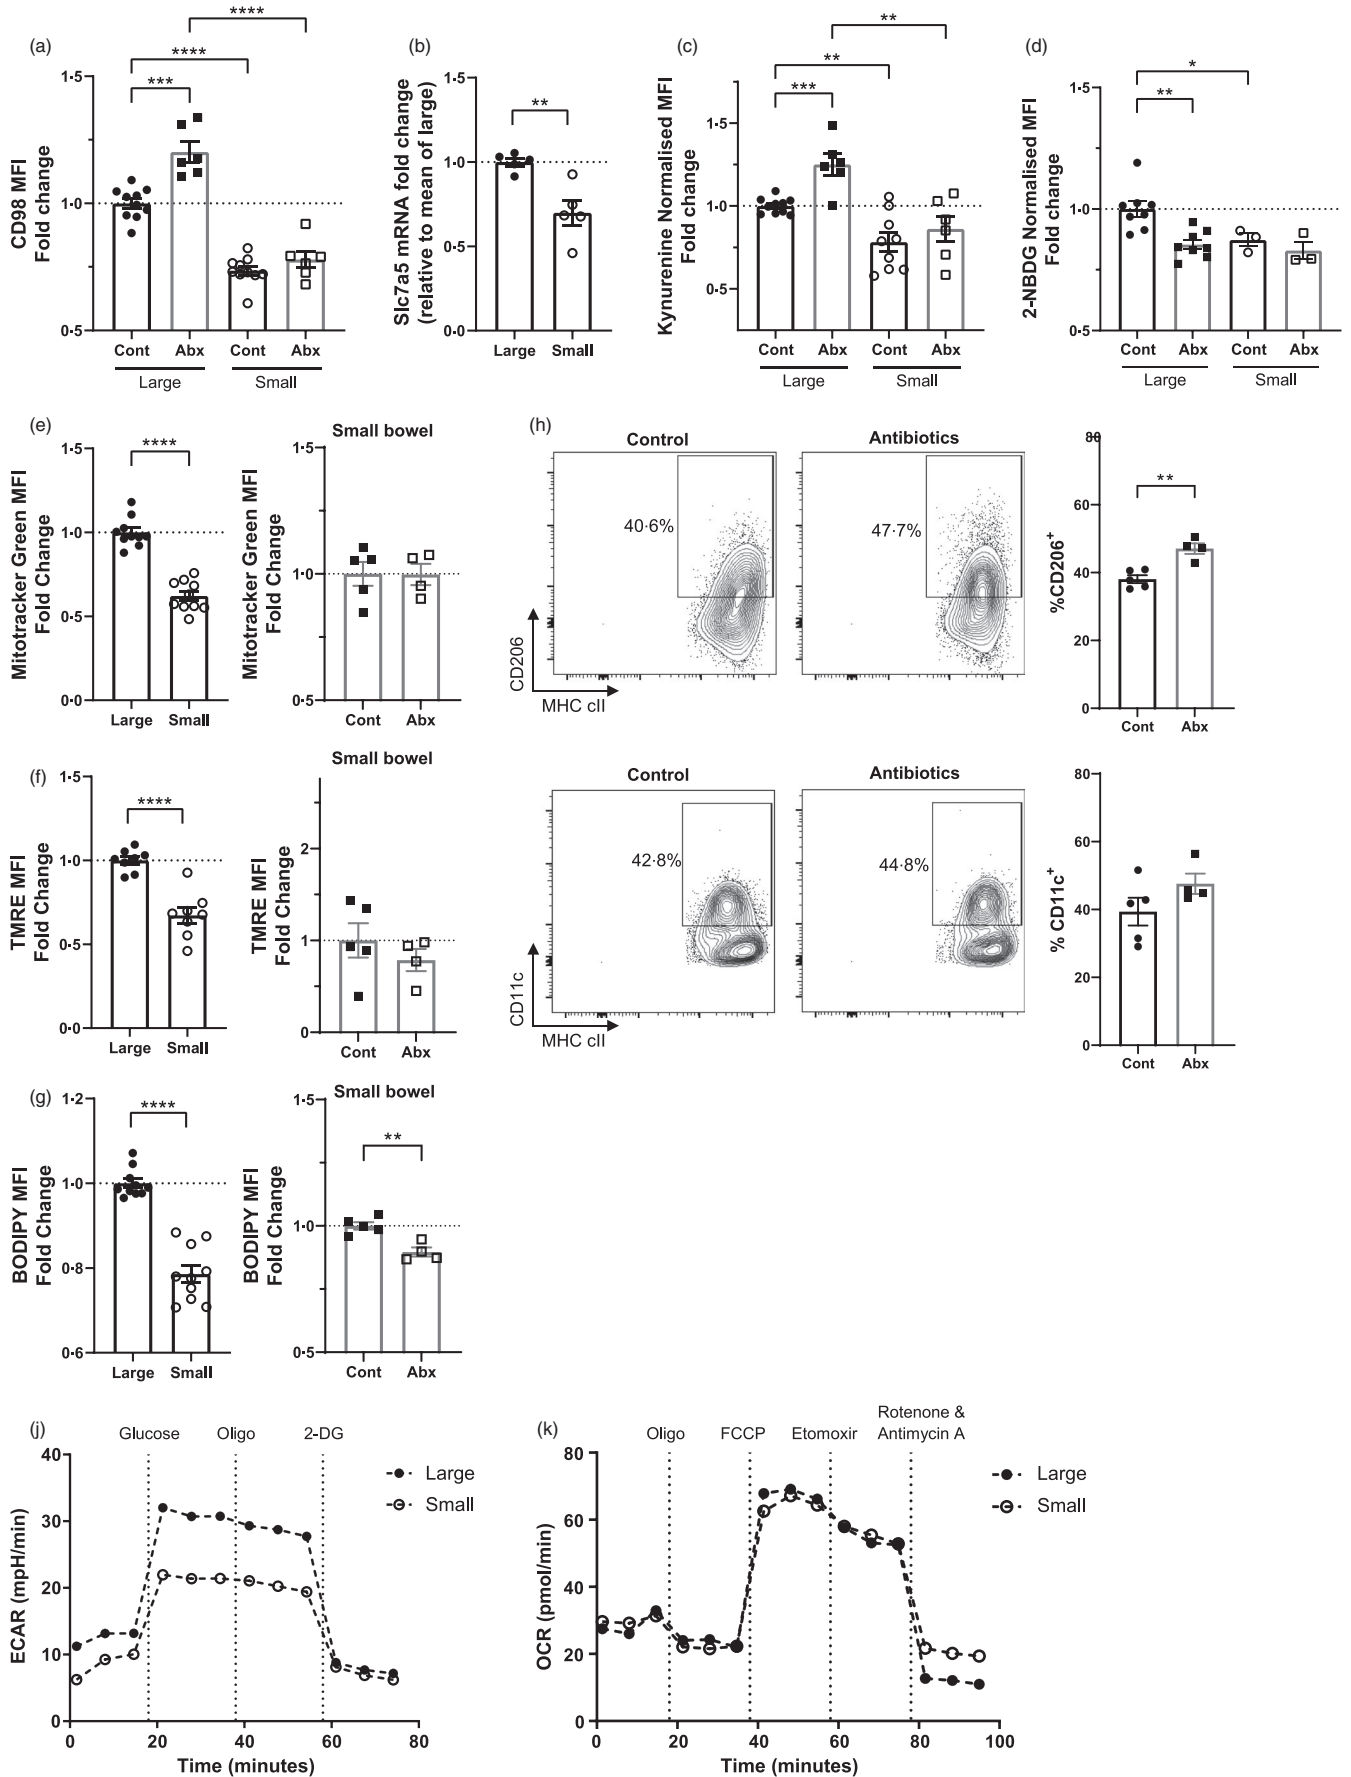 (a)
CD98 MFI
Fold change
****
****
***
1·5
1·0
0·5
Cont
Abx
Cont
Abx
Large
Small
(b)
Slc7a5 mRNA fold change
(relative to mean of large)
**
1·5
1·0
0·5
0·0
Large
Small
(c)
Kynurenine Normalised MFI
Fold change
**
**
***
1·5
1·0
0·5
Cont
Abx
Cont
Abx
Large
Small
(d)
2-NBDG Normalised MFI
Fold change
*
**
1·5
1·0
0·5
Cont
Abx
Cont
Abx
Large
Small
(e)
Mitotracker Green MFI
Fold Change
****
1·5
1·0
0·5
0·0
Large
Small
Small bowel
Mitotracker Green MFI
Fold Change
1·5
1·0
0·5
Cont
Abx
(h)
Control
40·6%
Antibiotics
47·7%
CD206
MHC cII
%CD206+
**
80
60
40
20
0
Cont
Abx
(f)
TMRE MFI
Fold Change
****
1·5
1·0
0·5
0·0
Large
Small
Small bowel
TMRE MFI
Fold Change
2
1
0
Cont
Abx
Control
42·8%
Antibiotics
44·8%
CD11c
MHC cII
% CD11c+
80
60
40
20
0
Cont
Abx
(g)
BODIPY MFI
Fold Change
****
1·2
1·0
0·8
0·6
Large
Small
Small bowel
BODIPY MFI
Fold Change
**
1·5
1·0
0·5
Cont
Abx
(j)
Glucose
Oligo
2-DG
ECAR (mpH/min)
40
30
20
10
0
0
20
40
60
80
Time (minutes)
Large
Small
(k)
Oligo
FCCP
Etomoxir
Rotenone &
Antimycin A
OCR (pmol/min)
80
60
40
20
0
0
20
40
60
80
100
Time (minutes)
Large
Small